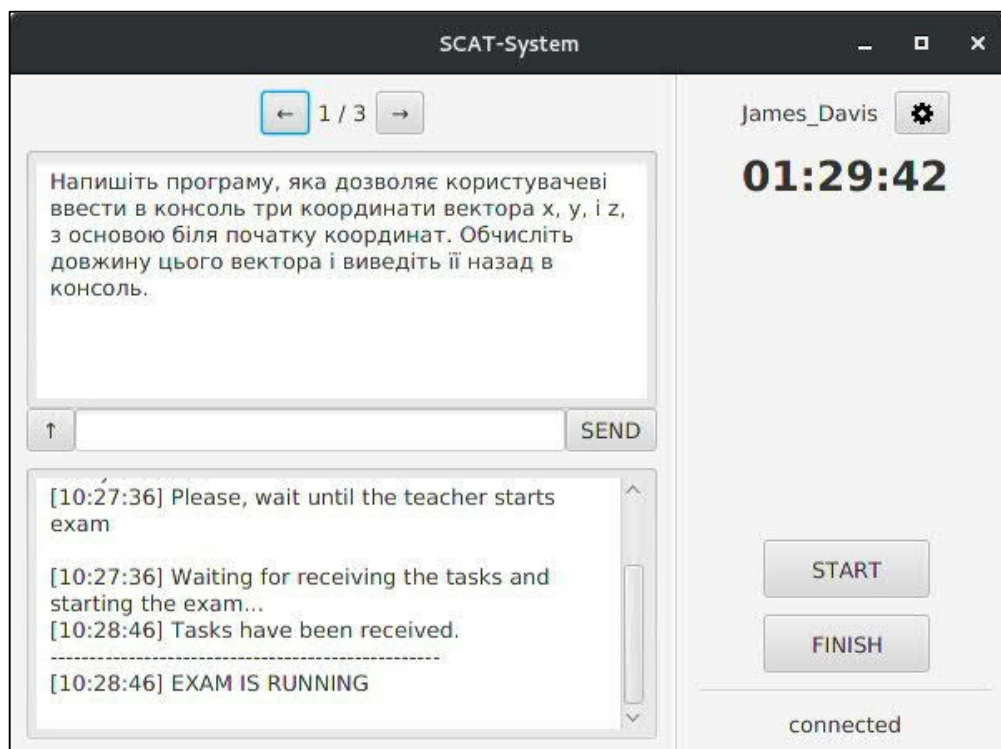 SCAT-System
← 1 / 3 →
Напишіть програму, яка дозволяє користувачеві
ввести в консоль три координати вектора x, y, і z,
з основою біля початку координат. Обчисліть
довжину цього вектора і виведіть її назад в
консоль.
↑ SEND
[10:27:36] Please, wait until the teacher starts
exam
[10:27:36] Waiting for receiving the tasks and
starting the exam...
[10:28:46] Tasks have been received.
--------------------------------------------------
[10:28:46] EXAM IS RUNNING
James_Davis
01:29:42
START
FINISH
connected